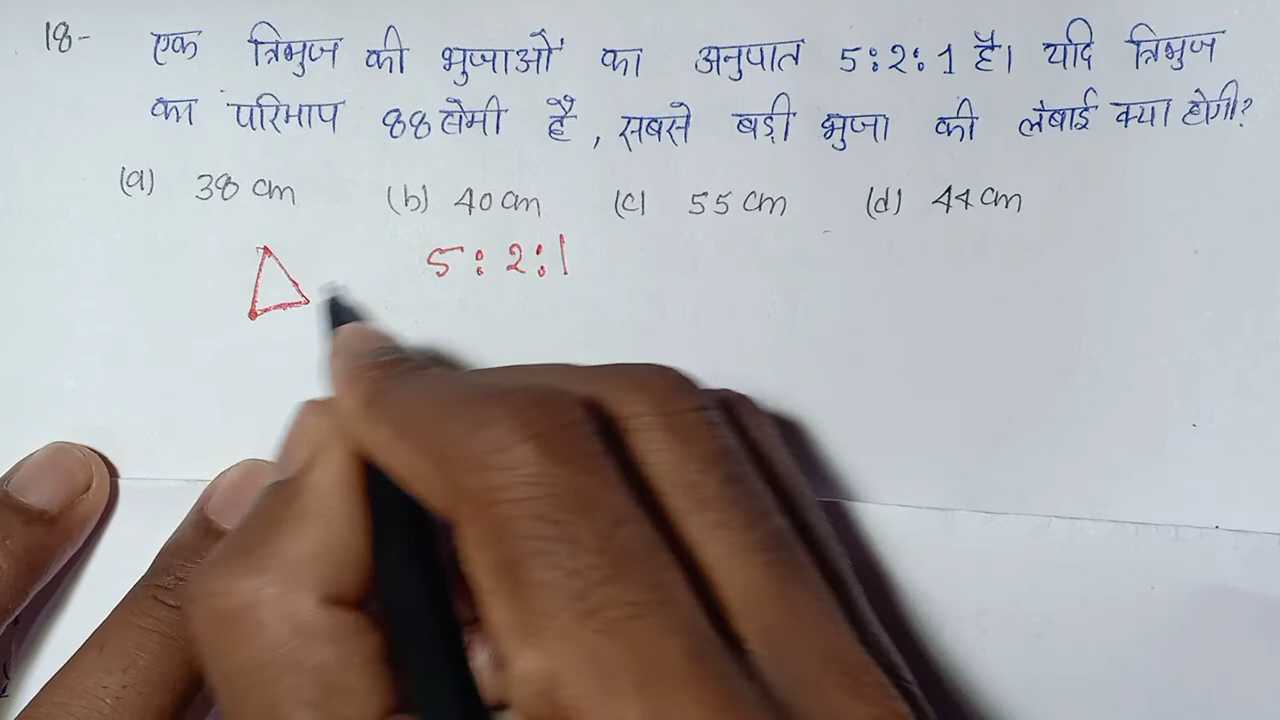 18- एक त्रिभुज की भुजाओं का अनुपात 5:2:1 है। यदि त्रिभुज
का परिमाप 88 सेमी है, सबसे बड़ी भुजा की लंबाई क्या होगी?
(a) 38 cm (b) 40 cm (c) 55 cm (d) 44 cm
5:2:1